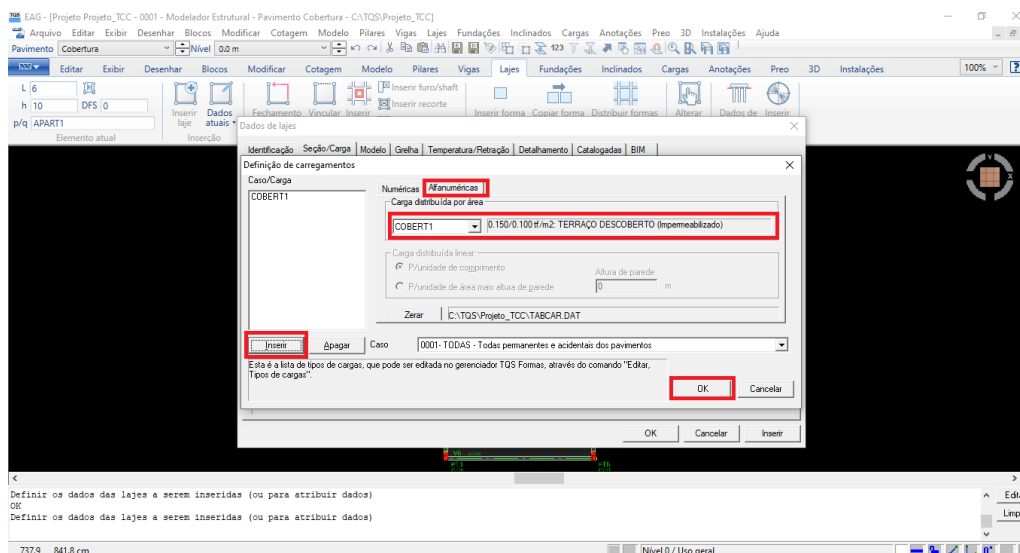 EAG - [Projeto Projeto_TCC - 0001 - Modelador Estrutural - Pavimento Cobertura - C:\TQS\Projeto_TCC]
Arquivo Editar Exibir Desenhar Blocos Modificar Cotagem Modelo Pilares Vigas Lajes Fundações Inclinados Cargas Anotações Preo 3D Instalações Ajuda
Pavimento Cobertura Nível 0.0 m 123
Editar Exibir Desenhar Blocos Modificar Cotagem Modelo Pilares Vigas Lajes Fundações Inclinados Cargas Anotações Preo 3D Instalações 100%
L 6
h 10 DFS 0
p/q APART1
Elemento atual
Inserir laje
Dados atuais
Inserção
Fechamento Vincular Inserir
Inserir furo/shaft
Inserir recorte
Inserir forma Copiar forma Distribuir formas Alterar Dados de Inserir
Dados de lajes
Identificação Seção/Carga Modelo Grelha Temperatura/Retração Detalhamento Catalogadas BIM
Definição de carregamentos
Caso/Carga
COBERT1
Numéricas Alfanuméricas
Carga distribuída por área
COBERT1 0.150/0.100 tf/m2: TERRAÇO DESCOBERTO (Impermeabilizado)
Carga distribuída linear:
P/unidade de comprimento
P/unidade de área mais altura de parede
Altura de parede
0 m
Zerar C:\TQS\Projeto_TCC\TABCAR.DAT
Inserir Apagar Caso 0001- TODAS - Todas permanentes e acidentais dos pavimentos
Esta é a lista de tipos de cargas, que pode ser editada no gerenciador TQS Formas, através do comando "Editar,
Tipos de cargas".
OK Cancelar
OK Cancelar Inserir
V6
P11 P16
Definir os dados das lajes a serem inseridas (ou para atribuir dados)
OK
Definir os dados das lajes a serem inseridas (ou para atribuir dados)
Edit
Limp
737.9 841.8 cm Nível 0 / Uso geral